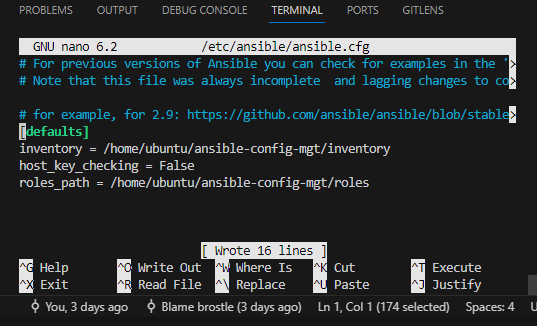 PROBLEMS OUTPUT DEBUG CONSOLE TERMINAL PORTS GITLENS
GNU nano 6.2 /etc/ansible/ansible.cfg
# For previous versions of Ansible you can check for examples in the '>
# Note that this file was always incomplete  and lagging changes to co>
# for example, for 2.9: https://github.com/ansible/ansible/blob/stable>
[defaults]
inventory = /home/ubuntu/ansible-config-mgt/inventory
host_key_checking = False
roles_path = /home/ubuntu/ansible-config-mgt/roles
[ Wrote 16 lines ]
^G Help ^O Write Out ^W Where Is ^K Cut ^T Execute
^X Exit ^R Read File ^\ Replace ^U Paste ^J Justify
You, 3 days ago Blame brostle (3 days ago) Ln 1, Col 1 (174 selected) Spaces: 4